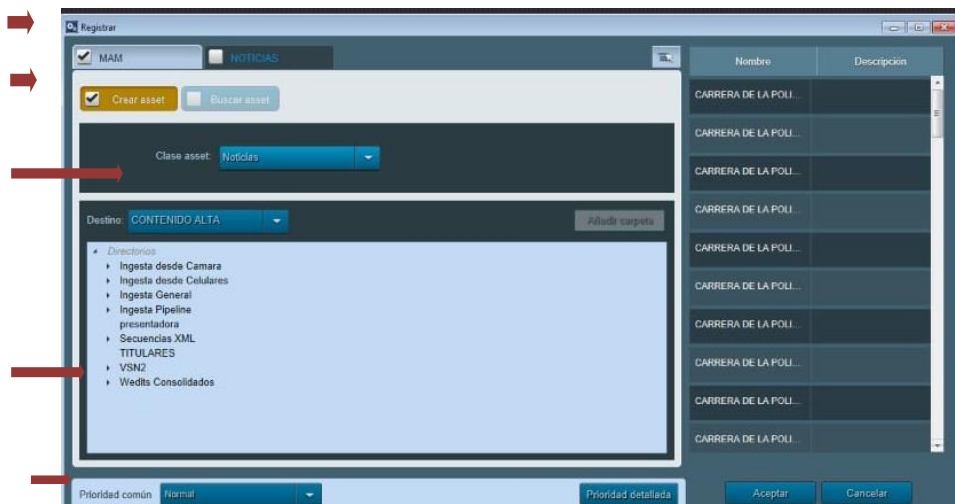 Registrar
MAM
NOTICIAS
Nombre
Descripción
Crear asset
Buscar asset
Clase asset:
Noticias
Destino:
CONTENIDO ALTA
Añadir carpeta
Directorios
Ingesta desde Camara
Ingesta desde Celulares
Ingesta General
Ingesta Pipeline
presentadora
Secuencias XML
TITULARES
VSN2
Wedits Consolidados
Prioridad común
Normal
Prioridad detallada
CARRERA DE LA POLI...
CARRERA DE LA POLI...
CARRERA DE LA POLI...
CARRERA DE LA POLI...
CARRERA DE LA POLI...
CARRERA DE LA POLI...
CARRERA DE LA POLI...
CARRERA DE LA POLI...
CARRERA DE LA POLI...
CARRERA DE LA POLI...
Aceptar
Cancelar